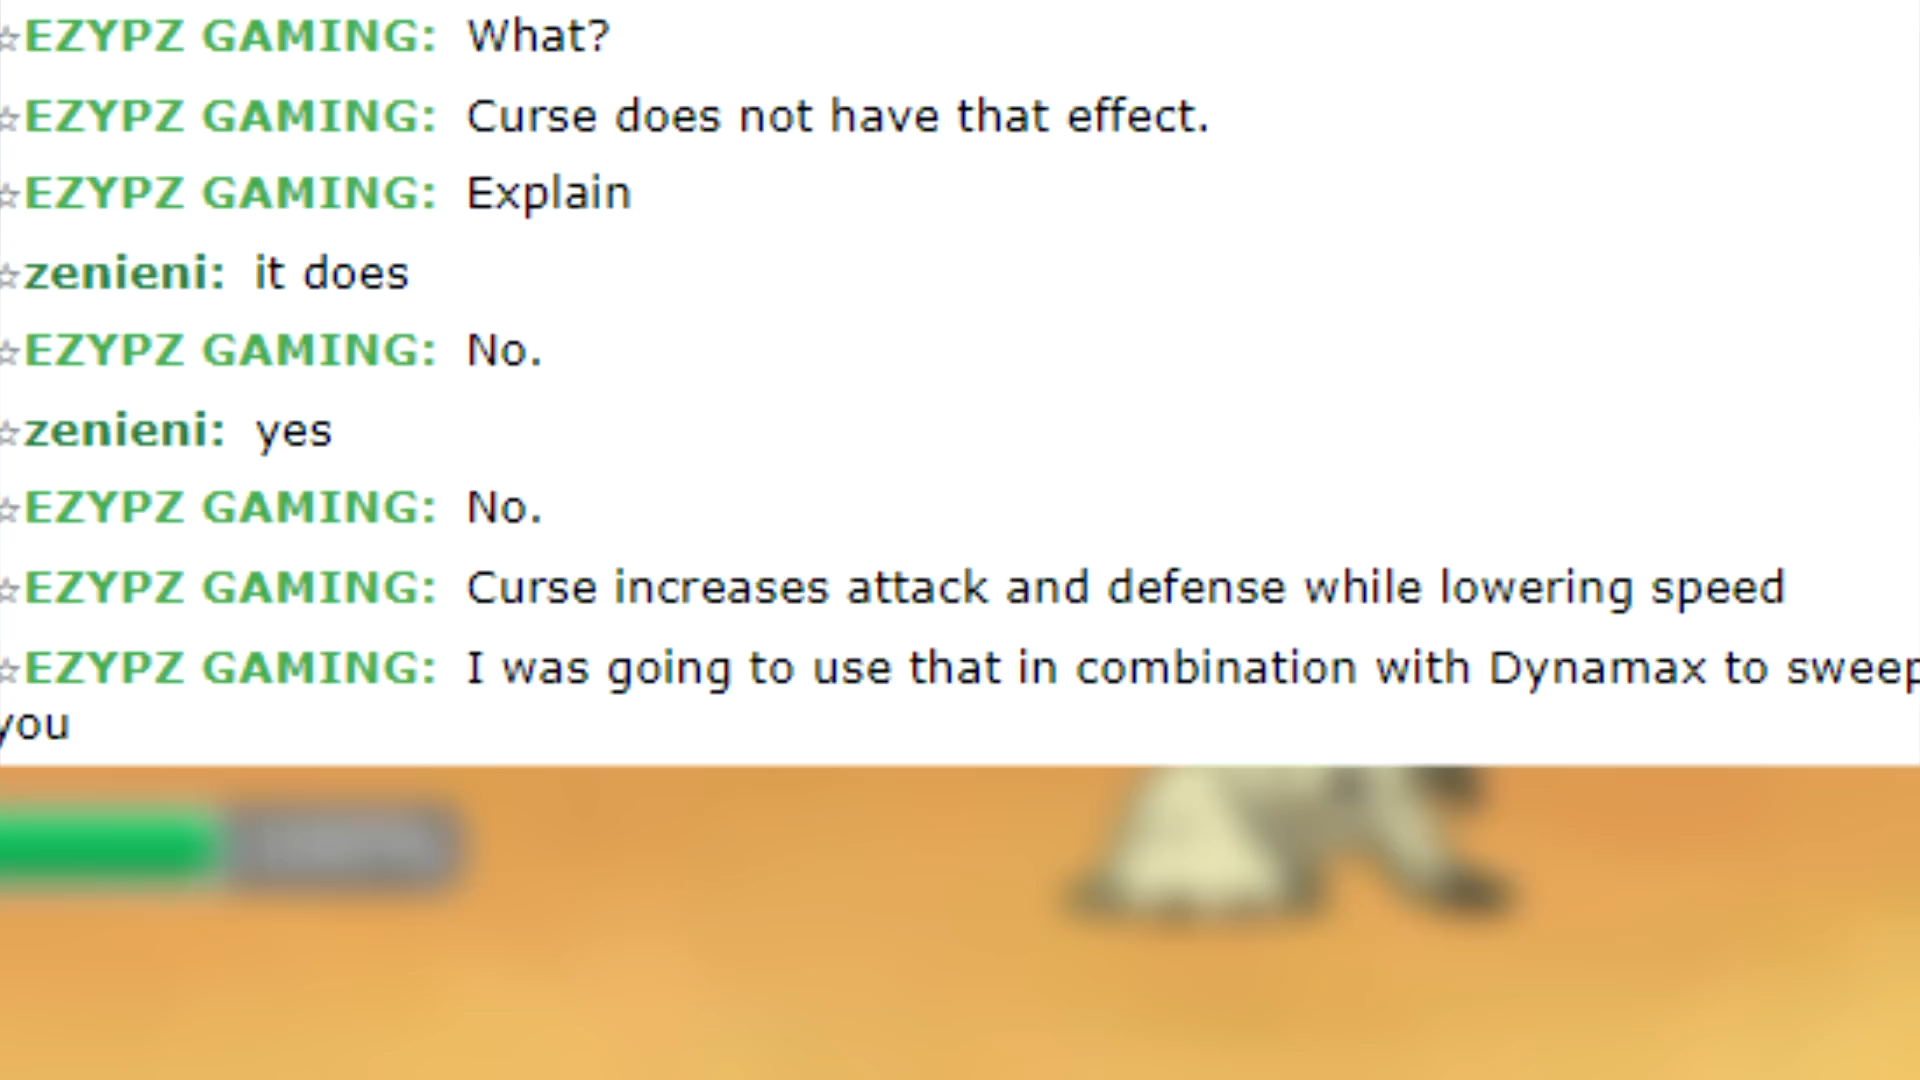 ☆EZYPZ GAMING: What?
☆EZYPZ GAMING: Curse does not have that effect.
☆EZYPZ GAMING: Explain
☆zenieni: it does
☆EZYPZ GAMING: No.
☆zenieni: yes
☆EZYPZ GAMING: No.
☆EZYPZ GAMING: Curse increases attack and defense while lowering speed
☆EZYPZ GAMING: I was going to use that in combination with Dynamax to sweep
you